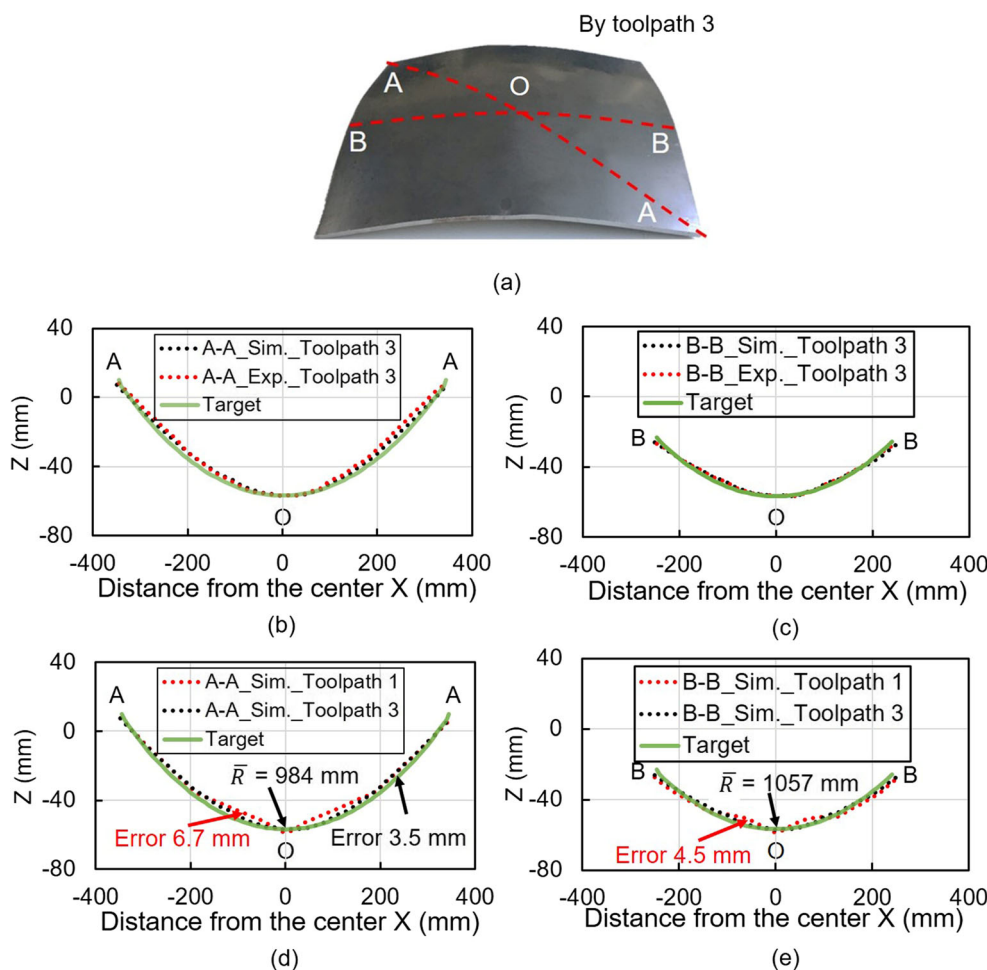 By toolpath 3
A
O
B
B
A
(a)
40
0
-40
-80
Z (mm)
A
A
A-A_Sim._Toolpath 3
A-A_Exp._Toolpath 3
Target
O
-400 -200 0 200 400
Distance from the center X (mm)
(b)
40
0
-40
-80
Z (mm)
B-B_Sim._Toolpath 3
B-B_Exp._Toolpath 3
Target
B
B
O
-400 -200 0 200 400
Distance from the center X (mm)
(c)
40
0
-40
-80
Z (mm)
A
A
A-A_Sim._Toolpath 1
A-A_Sim._Toolpath 3
Target
R̅ = 984 mm
Error 6.7 mm
Error 3.5 mm
O
-400 -200 0 200 400
Distance from the center X (mm)
(d)
40
0
-40
-80
Z (mm)
B-B_Sim._Toolpath 1
B-B_Sim._Toolpath 3
Target
B
B
R̅ = 1057 mm
Error 4.5 mm
O
-400 -200 0 200 400
Distance from the center X (mm)
(e)